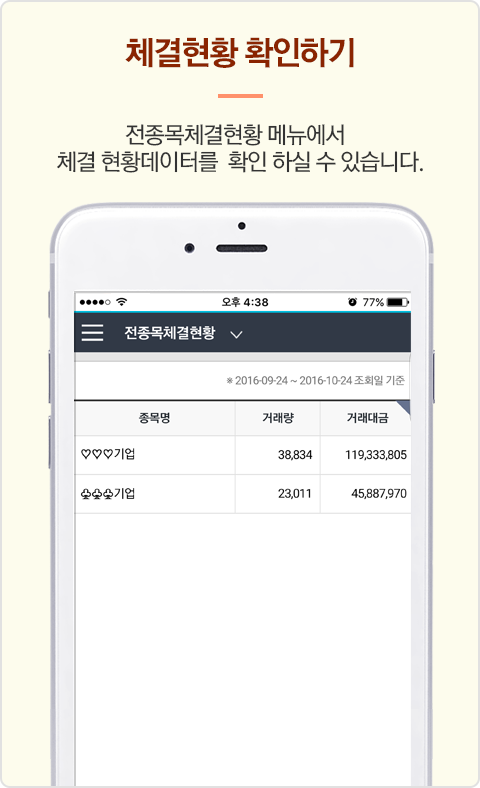 체결현황 확인하기
전종목체결현황 메뉴에서
체결 현황데이터를 확인 하실 수 있습니다.
오후 4:38 77%
전종목체결현황
※ 2016-09-24 ~ 2016-10-24 조회일 기준
종목명 거래량 거래대금
♡♡♡기업 38,834 119,333,805
♧♧♧기업 23,011 45,887,970